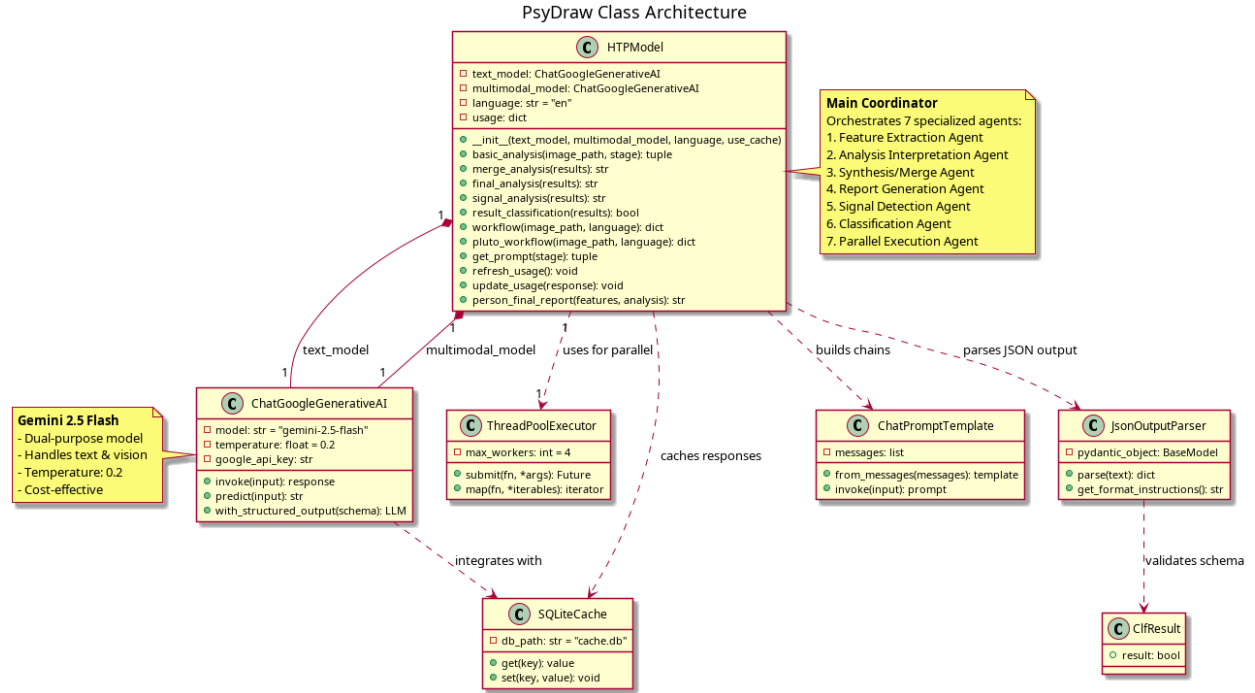 PsyDraw Class Architecture
C HTPModel
text_model: ChatGoogleGenerativeAI
multimodal_model: ChatGoogleGenerativeAI
language: str = "en"
usage: dict
__init__(text_model, multimodal_model, language, use_cache)
basic_analysis(image_path, stage): tuple
merge_analysis(results): str
final_analysis(results): str
signal_analysis(results): str
result_classification(results): bool
workflow(image_path, language): dict
pluto_workflow(image_path, language): dict
get_prompt(stage): tuple
refresh_usage(): void
update_usage(response): void
person_final_report(features, analysis): str
Main Coordinator
Orchestrates 7 specialized agents:
1. Feature Extraction Agent
2. Analysis Interpretation Agent
3. Synthesis/Merge Agent
4. Report Generation Agent
5. Signal Detection Agent
6. Classification Agent
7. Parallel Execution Agent
1
1
1
text_model
multimodal_model
uses for parallel
builds chains
parses JSON output
1
1
1
Gemini 2.5 Flash
- Dual-purpose model
- Handles text & vision
- Temperature: 0.2
- Cost-effective
C ChatGoogleGenerativeAI
model: str = "gemini-2.5-flash"
temperature: float = 0.2
google_api_key: str
invoke(input): response
predict(input): str
with_structured_output(schema): LLM
C ThreadPoolExecutor
max_workers: int = 4
submit(fn, *args): Future
map(fn, *iterables): iterator
caches responses
C ChatPromptTemplate
messages: list
from_messages(messages): template
invoke(input): prompt
C JsonOutputParser
pydantic_object: BaseModel
parse(text): dict
get_format_instructions(): str
integrates with
validates schema
C SQLiteCache
db_path: str = "cache.db"
get(key): value
set(key, value): void
C ClfResult
result: bool